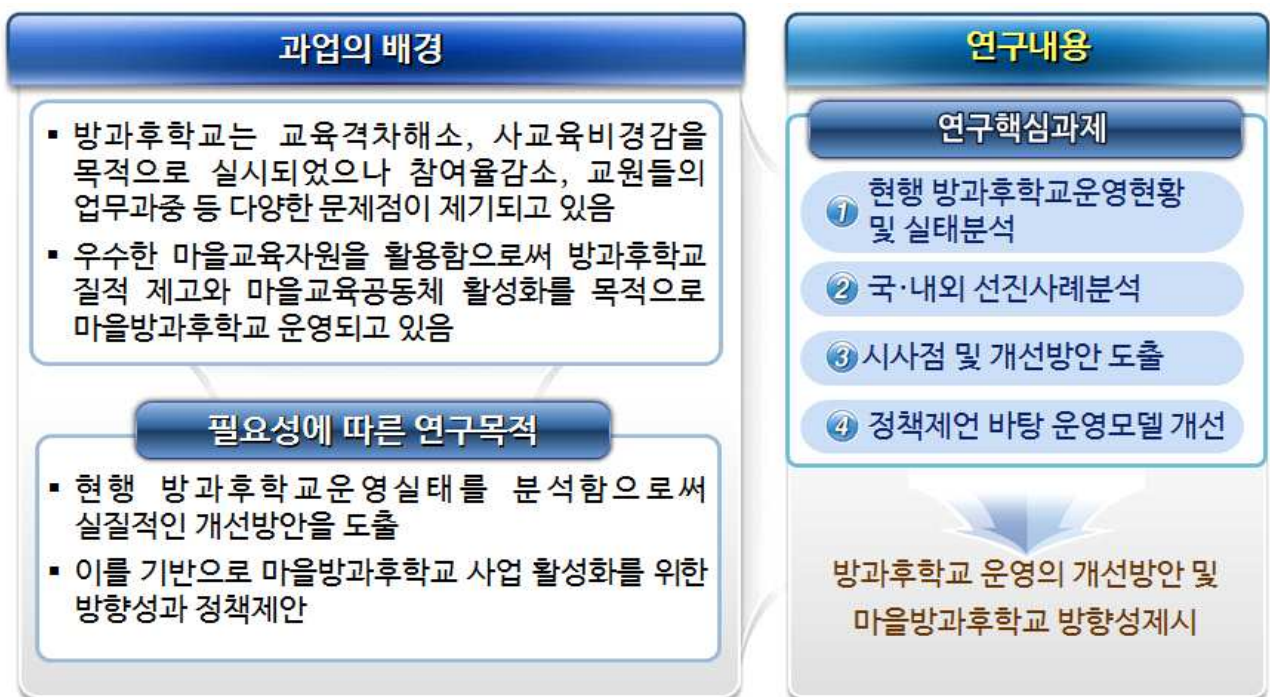 과업의 배경
▪ 방과후학교는 교육격차해소, 사교육비경감을
목적으로 실시되었으나 참여율감소, 교원들의
업무과중 등 다양한 문제점이 제기되고 있음
▪ 우수한 마을교육자원을 활용함으로써 방과후학교
질적 제고와 마을교육공동체 활성화를 목적으로
마을방과후학교 운영되고 있음
필요성에 따른 연구목적
▪ 현행 방과후학교운영실태를 분석함으로써
실질적인 개선방안을 도출
▪ 이를 기반으로 마을방과후학교 사업 활성화를 위한
방향성과 정책제안
연구내용
연구핵심과제
1 현행 방과후학교운영현황
및 실태분석
2 국·내외 선진사례분석
3 시사점 및 개선방안 도출
4 정책제언 바탕 운영모델 개선
방과후학교 운영의 개선방안 및
마을방과후학교 방향성제시